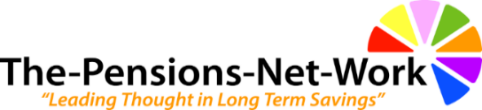 The-Pensions-Net-Work
"Leading Thought in Long Term Savings"